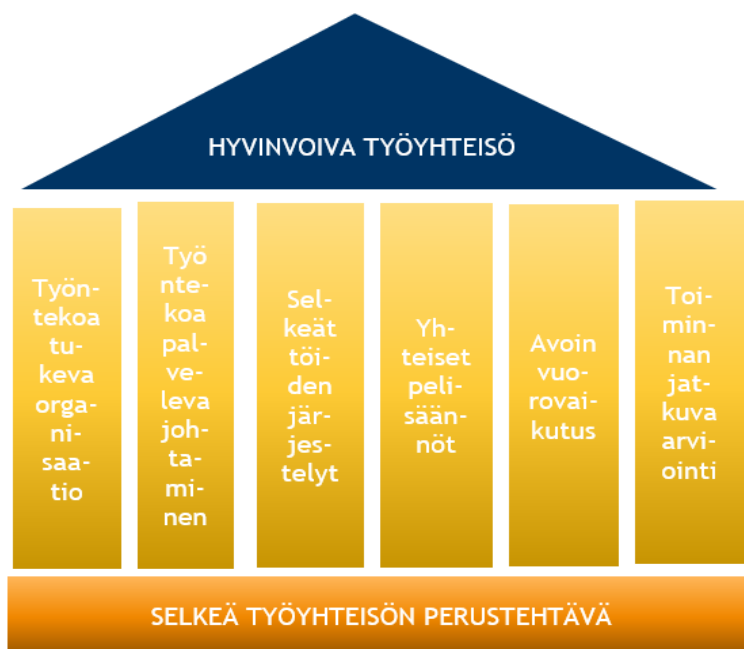 HYVINVOIVA TYÖYHTEISÖ
Työn-
tekoa
tu-
keva
orga-
ni-
saa-
tio
Työ
nte-
koa
pal-
ve-
leva
joh-
ta-
mi-
nen
Sel-
keät
töi-
den
jär-
jes-
telyt
Yh-
teiset
peli-
sään-
nöt
Avoin
vuo-
rovai-
kutus
Toi-
min-
nan
jat-
kuva
arvi-
ointi
SELKEÄ TYÖYHTEISÖN PERUSTEHTÄVÄ